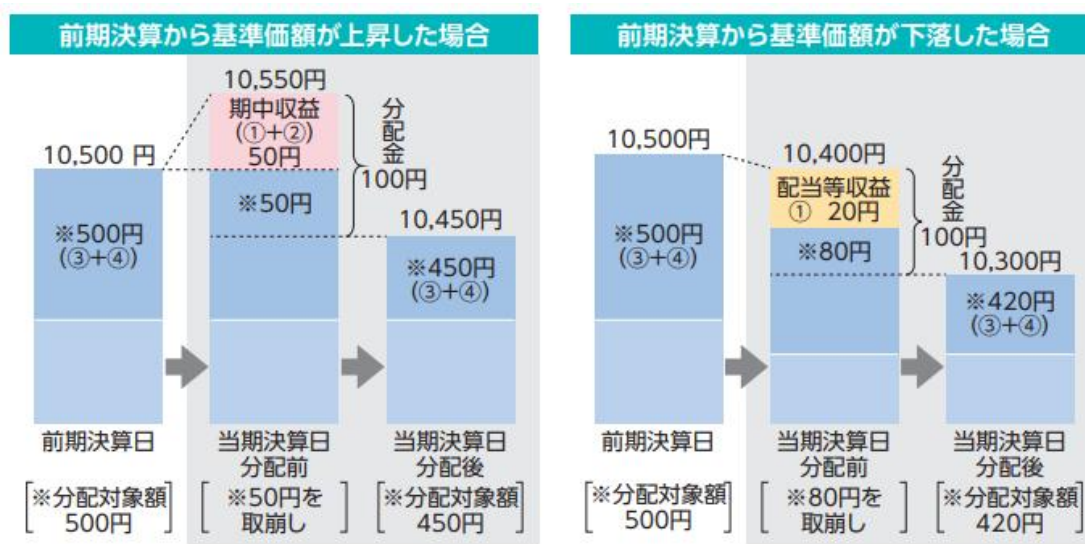 前期決算から基準価額が上昇した場合
10,550円
期中収益
(①+②)
50円
分配金
100円
10,500 円
※500円
(③+④)
※50円
10,450円
※450円
(③+④)
前期決算日
当期決算日
分配前
当期決算日
分配後
[※分配対象額
500円]
[※50円を
取崩し]
[※分配対象額
450円]
前期決算から基準価額が下落した場合
10,500円
10,400円
配当等収益
① 20円
分配金
100円
※500円
(③+④)
※80円
10,300円
※420円
(③+④)
前期決算日
当期決算日
分配前
当期決算日
分配後
[※分配対象額
500円]
[※80円を
取崩し]
[※分配対象額
420円]